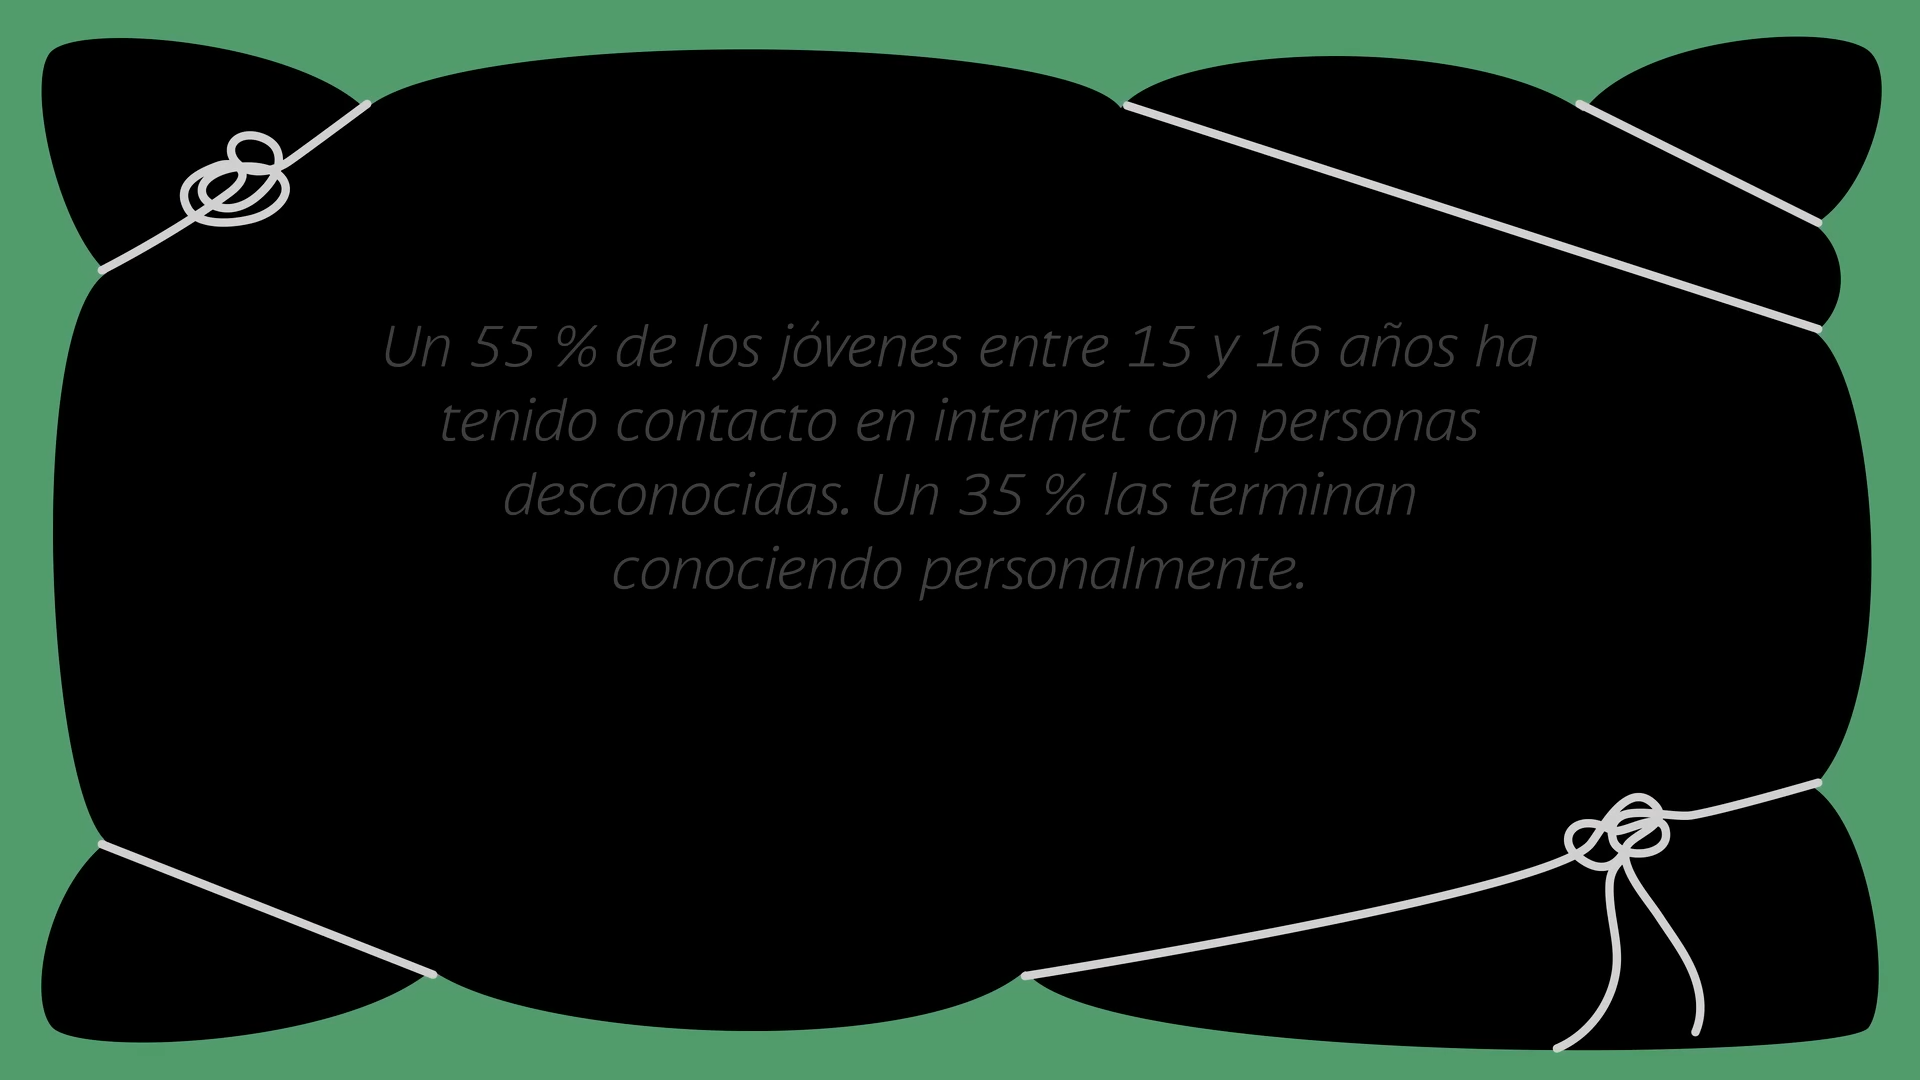 Un 55 % de los jóvenes entre 15 y 16 años ha
tenido contacto en internet con personas
desconocidas. Un 35 % las terminan
conociendo personalmente.